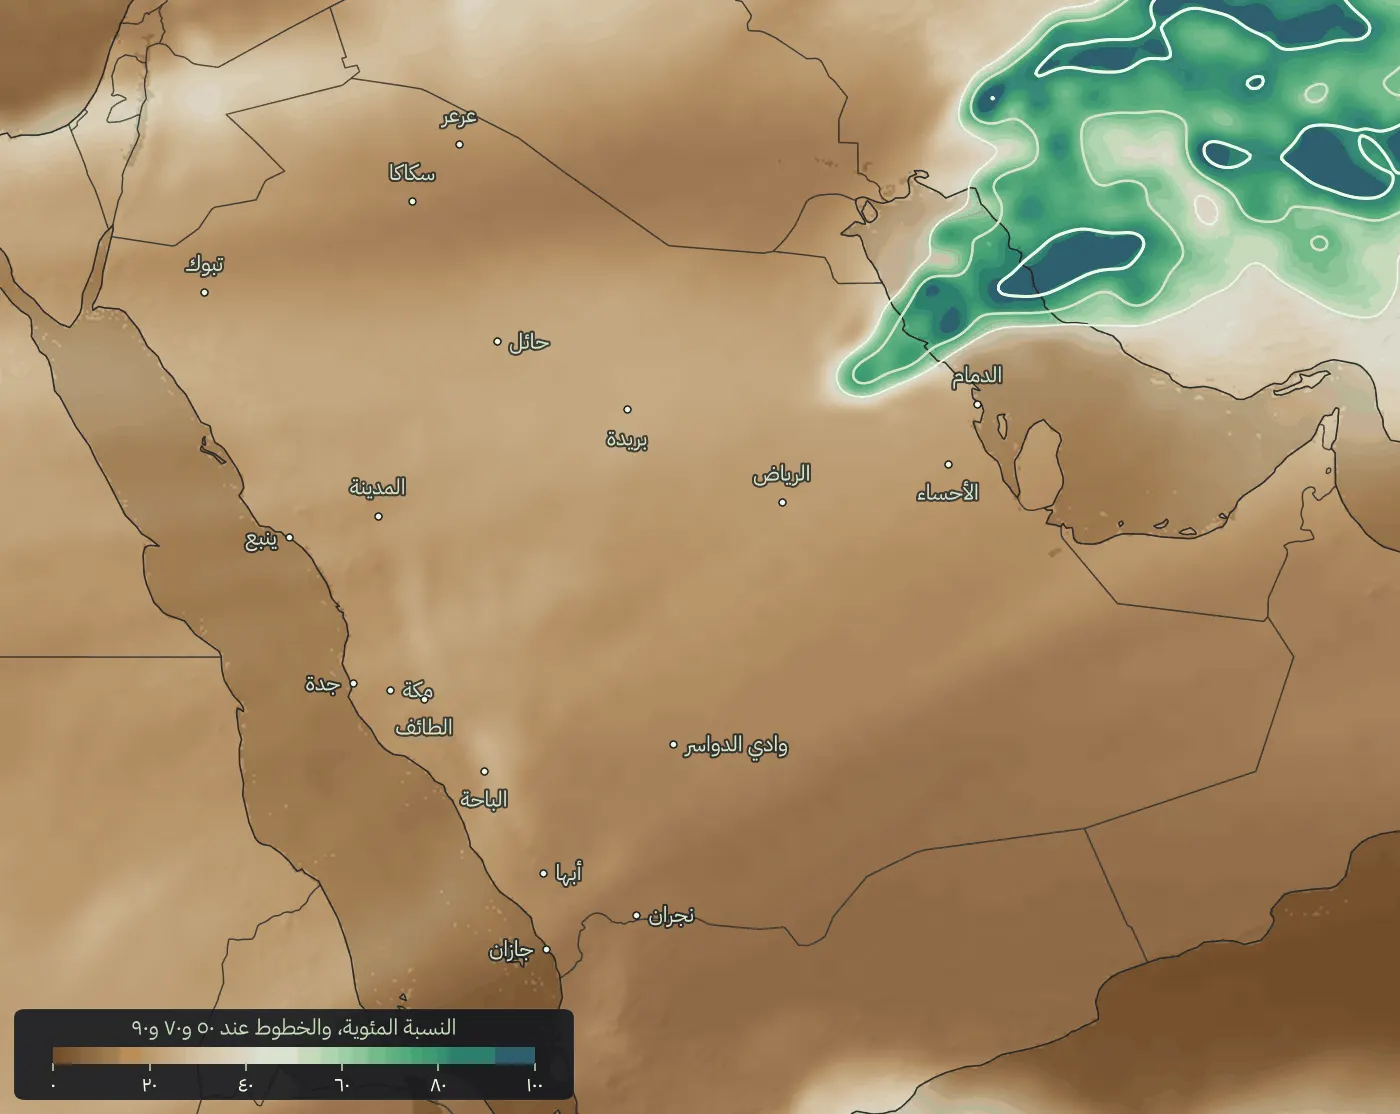 عرعر
سكاكا
تبوك
حائل
الدمام
بريدة
الرياض
المدينة
الأحساء
ينبع
جدة
مكة
الطائف
وادي الدواسر
الباحة
أبها
نجران
جازان
النسبة المئوية، والخطوط عند ٥٠ و٧٠ و٩٠
٠ ٢٠ ٤٠ ٦٠ ٨٠ ١٠٠